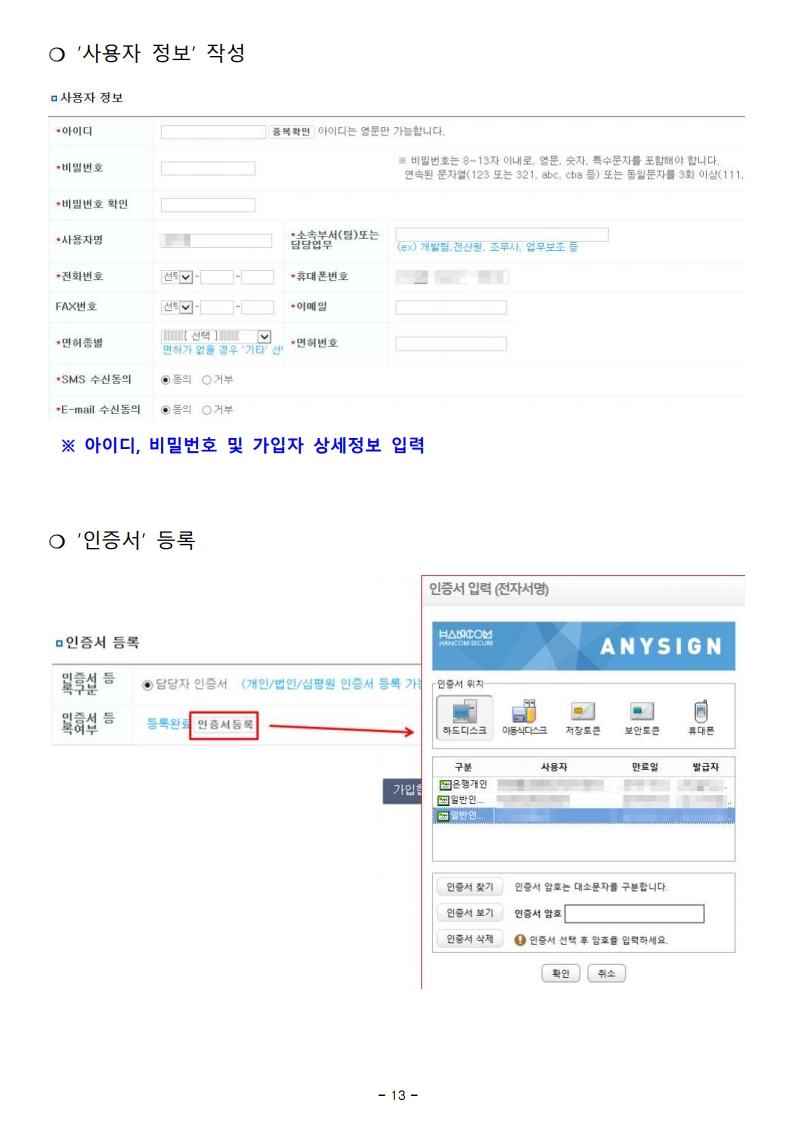 ❍ '사용자 정보' 작성
사용자 정보
*아이디 중복확인 아이디는 영문만 가능합니다.
*비밀번호 ※ 비밀번호는 8~13자 이내로, 영문, 숫자, 특수문자를 포함해야 합니다.
연속된 문자열(123 또는 321, abc, cba 등) 또는 동일문자를 3회 이상(111,
*비밀번호 확인
*사용자명 *소속부서(팀)또는
담당업무
(ex) 개발팀,전산원, 조무사, 업무보조 등
*전화번호 선택 - - *휴대폰번호
FAX번호 선택 - - *이메일
*면허종별 [ 선택 ] *면허번호
면허가 없을 경우 '기타' 선
*SMS 수신동의 동의 거부
*E-mail 수신동의 동의 거부
※ 아이디, 비밀번호 및 가입자 상세정보 입력
❍ '인증서' 등록
인증서 등록
인증서 등
록구분
담당자 인증서 (개인/법인/심평원 인증서 등록 가능
인증서 등
록여부
등록완료 인증서등록
가입
인증서 입력 (전자서명)
HANCOM
HANCOM SECURE
ANYSIGN
인증서 위치
하드디스크 이동식디스크 저장토큰 보안토큰 휴대폰
구분 사용자 만료일 발급자
은행개인
일반인...
일반인...
인증서 찾기 인증서 암호는 대소문자를 구분합니다.
인증서 보기 인증서 암호
인증서 삭제 인증서 선택 후 암호를 입력하세요.
확인 취소
- 13 -